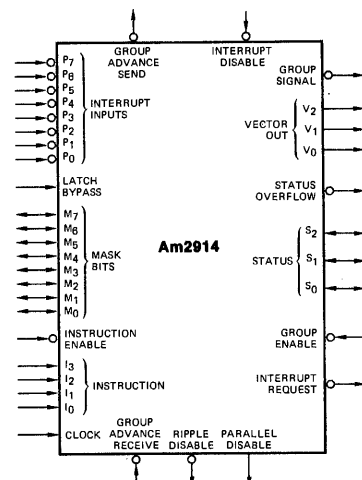 GROUP
ADVANCE
SEND
INTERRUPT
DISABLE
P7
P6
P5
P4
P3
P2
P1
P0
INTERRUPT
INPUTS
GROUP
SIGNAL
V2
V1
V0
VECTOR
OUT
LATCH
BYPASS
STATUS
OVERFLOW
M7
M6
M5
M4
M3
M2
M1
M0
MASK
BITS
Am2914
S2
S1
S0
STATUS
INSTRUCTION
ENABLE
GROUP
ENABLE
I3
I2
I1
I0
INSTRUCTION
INTERRUPT
REQUEST
CLOCK
GROUP
ADVANCE
RECEIVE
RIPPLE
DISABLE
PARALLEL
DISABLE